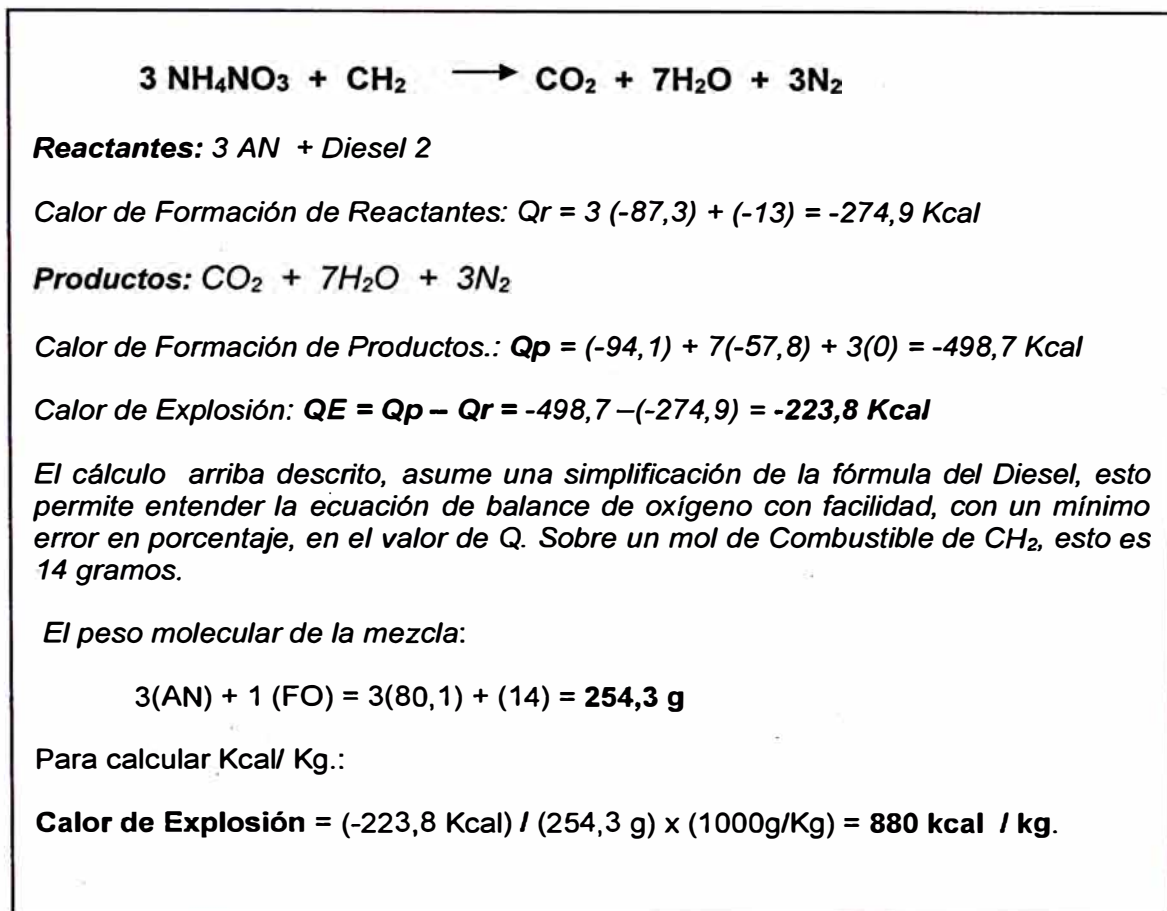 3 NH₄NO₃ + CH₂ ⟶ CO₂ + 7H₂O + 3N₂
Reactantes: 3 AN + Diesel 2
Calor de Formación de Reactantes: Qr = 3 (-87,3) + (-13) = -274,9 Kcal
Productos: CO₂ + 7H₂O + 3N₂
Calor de Formación de Productos.: Qp = (-94,1) + 7(-57,8) + 3(0) = -498,7 Kcal
Calor de Explosión: QE = Qp – Qr = -498,7 –(-274,9) = -223,8 Kcal
El cálculo arriba descrito, asume una simplificación de la fórmula del Diesel, esto
permite entender la ecuación de balance de oxígeno con facilidad, con un mínimo
error en porcentaje, en el valor de Q. Sobre un mol de Combustible de CH₂, esto es
14 gramos.
El peso molecular de la mezcla:
3(AN) + 1 (FO) = 3(80,1) + (14) = 254,3 g
Para calcular Kcal/ Kg.:
Calor de Explosión = (-223,8 Kcal) / (254,3 g) x (1000g/Kg) = 880 kcal / kg.